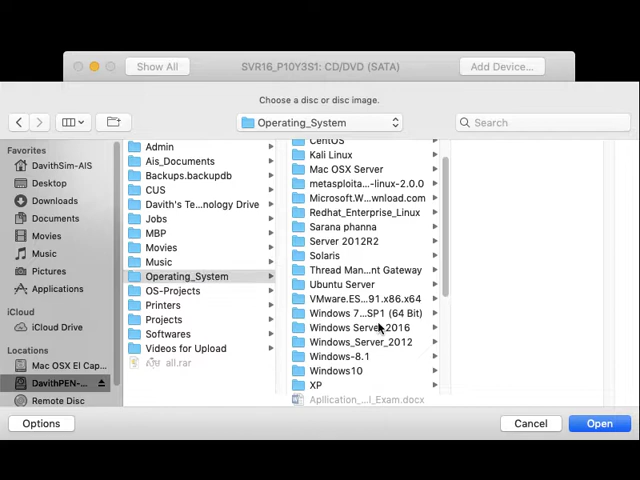 Show All
SVR16_P10Y3S1: CD/DVD (SATA)
Add Device...
Choose a disc or disc image.
Operating_System
Search
Favorites
DavithSim-AIS
Desktop
Downloads
Documents
Movies
Music
Pictures
Applications
iCloud
iCloud Drive
Locations
Mac OSX El Cap...
DavithPEN-...
Remote Disc
Admin
Ais_Documents
Backups.backupdb
CUS
Davith's Te...nology Drive
Jobs
MBP
Movies
Music
Operating_System
OS-Projects
Printers
Projects
Softwares
Videos for Upload
all.rar
CentOS
Kali Linux
Mac OSX Server
metasploita...-linux-2.0.0
Microsoft.W...wnload.com
Redhat_Enterprise_Linux
Sarana phanna
Server 2012R2
Solaris
Thread Man...nt Gateway
Ubuntu Server
VMware.ES...91.x86.x64
Windows 7...SP1 (64 Bit)
Windows Server_2016
Windows_Server_2012
Windows-8.1
Windows10
XP
Apllication_...l_Exam.docx
Options
Cancel
Open